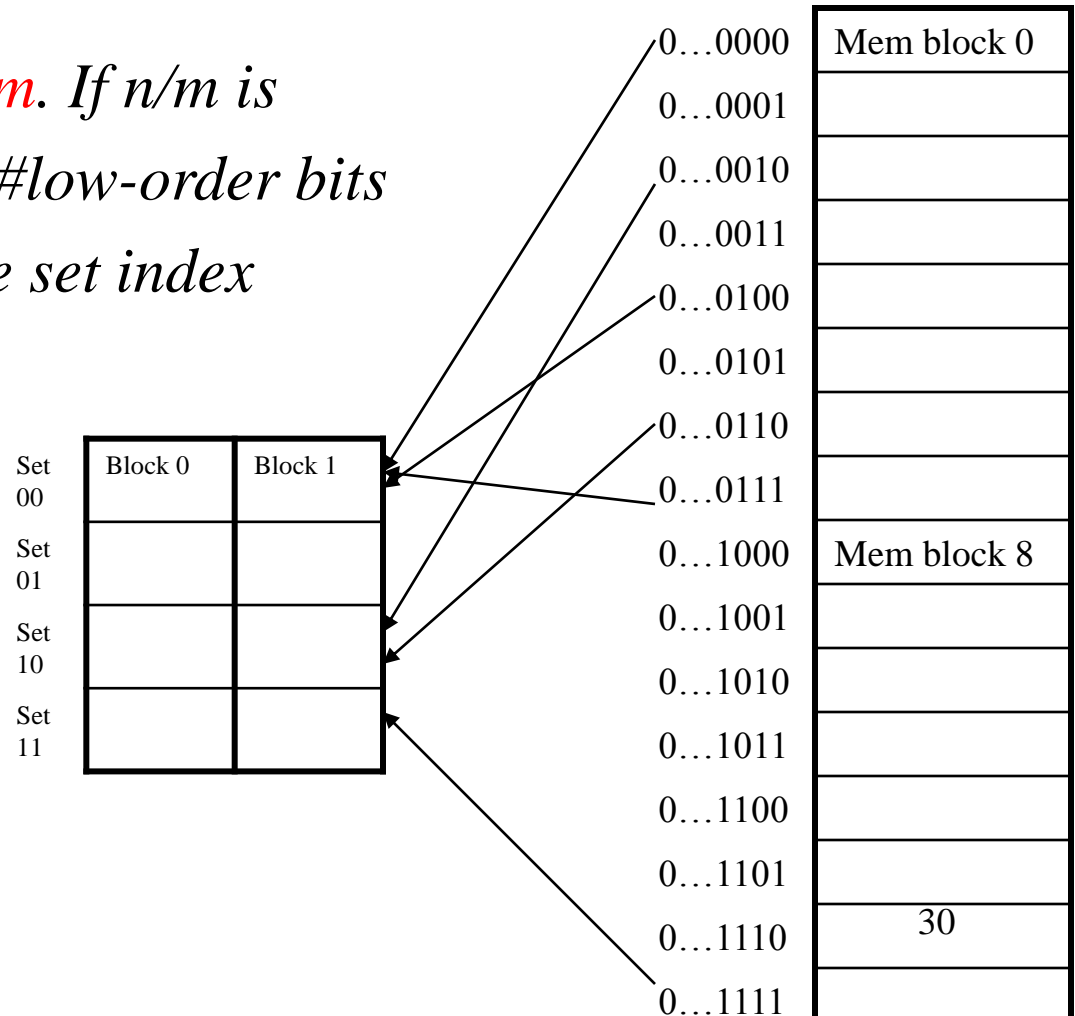 m. If n/m is
#low-order bits
e set index
Set 00
Block 0 Block 1
Set 01
Set 10
Set 11
0…0000 Mem block 0
0…0001
0…0010
0…0011
0…0100
0…0101
0…0110
0…0111
0…1000 Mem block 8
0…1001
0…1010
0…1011
0…1100
0…1101
0…1110 30
0…1111